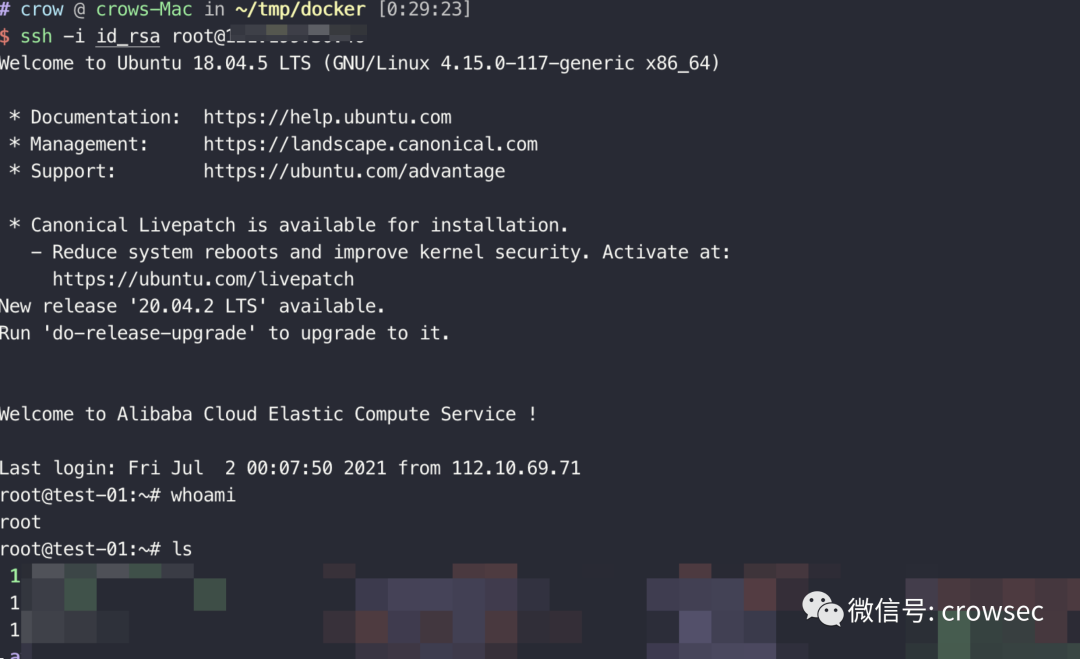 # crow @ crows-Mac in ~/tmp/docker [0:29:23]
$ ssh -i id_rsa root@
Welcome to Ubuntu 18.04.5 LTS (GNU/Linux 4.15.0-117-generic x86_64)
* Documentation: https://help.ubuntu.com
* Management: https://landscape.canonical.com
* Support: https://ubuntu.com/advantage
* Canonical Livepatch is available for installation.
- Reduce system reboots and improve kernel security. Activate at:
https://ubuntu.com/livepatch
New release '20.04.2 LTS' available.
Run 'do-release-upgrade' to upgrade to it.
Welcome to Alibaba Cloud Elastic Compute Service !
Last login: Fri Jul 2 00:07:50 2021 from 112.10.69.71
root@test-01:~# whoami
root
root@test-01:~# ls
1
1
1
微信号: crowsec